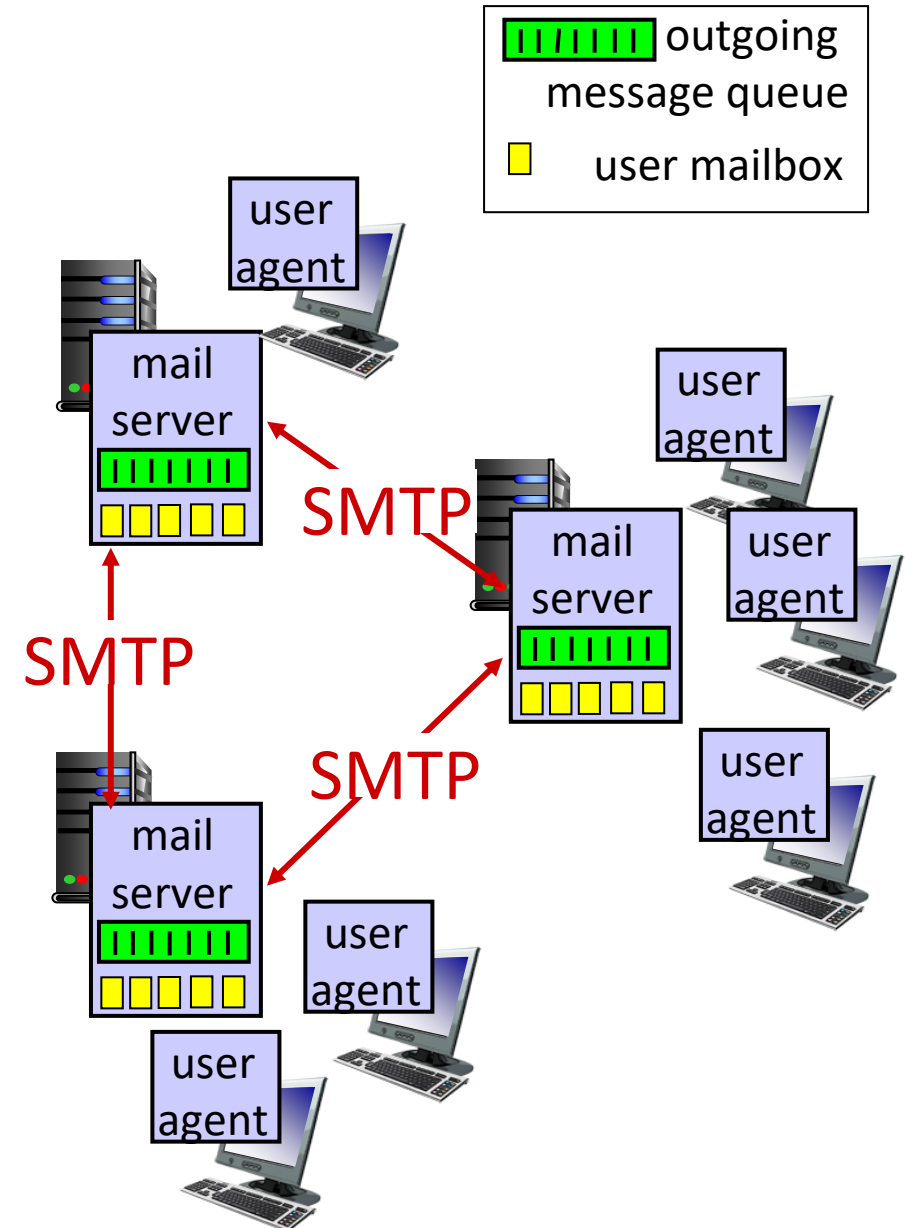 outgoing
message queue
user mailbox
user
agent
mail
server
SMTP
user
agent
mail
server
user
agent
SMTP
SMTP
user
agent
mail
server
user
agent
user
agent